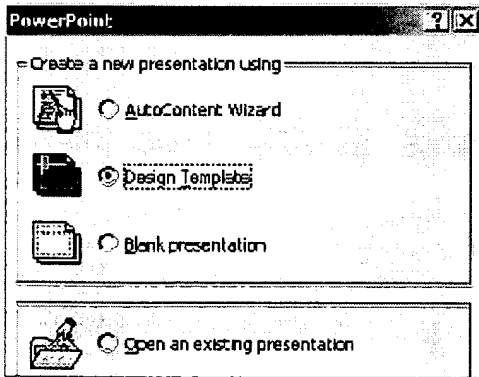 PowerPoint
Create a new presentation using
AutoContent Wizard
Design Template
Blank presentation
Open an existing presentation